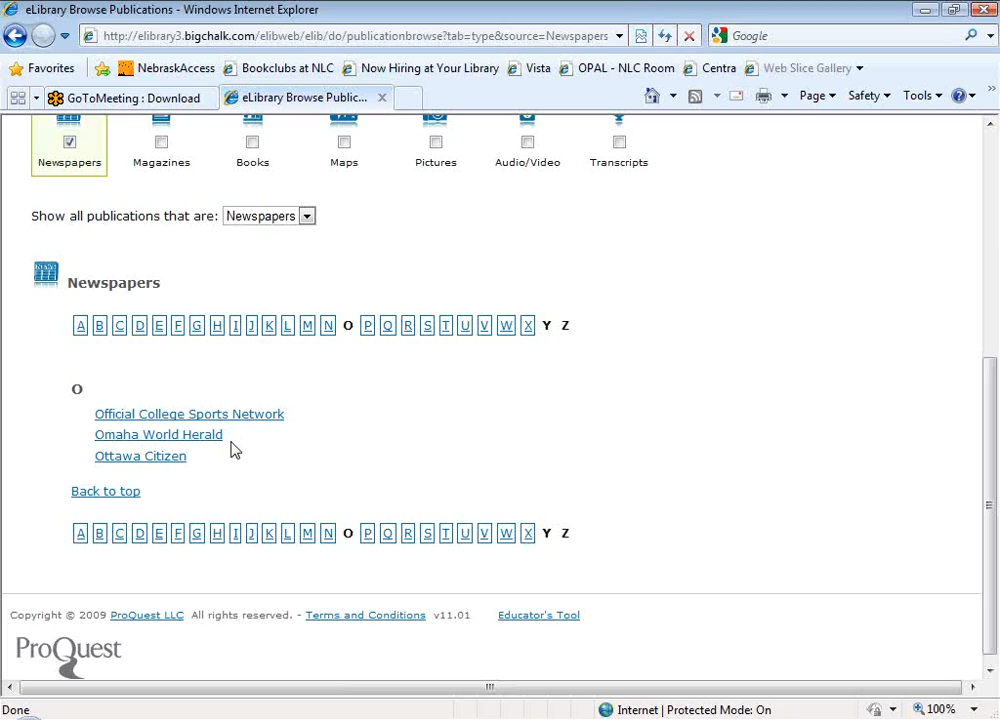 eLibrary Browse Publications - Windows Internet Explorer
http://elibrary3.bigchalk.com/elibweb/elib/do/publicationbrowse?tab=type&source=Newspapers
Google
Favorites NebraskAccess Bookclubs at NLC Now Hiring at Your Library Vista OPAL - NLC Room Centra Web Slice Gallery
GoToMeeting : Download eLibrary Browse Public... Page Safety Tools
Newspapers Magazines Books Maps Pictures Audio/Video Transcripts
Show all publications that are: Newspapers
Newspapers
A B C D E F G H I J K L M N O P Q R S T U V W X Y Z
O
Official College Sports Network
Omaha World Herald
Ottawa Citizen
Back to top
A B C D E F G H I J K L M N O P Q R S T U V W X Y Z
Copyright © 2009 ProQuest LLC All rights reserved. - Terms and Conditions v11.01 Educator's Tool
ProQuest
Done Internet | Protected Mode: On 100%